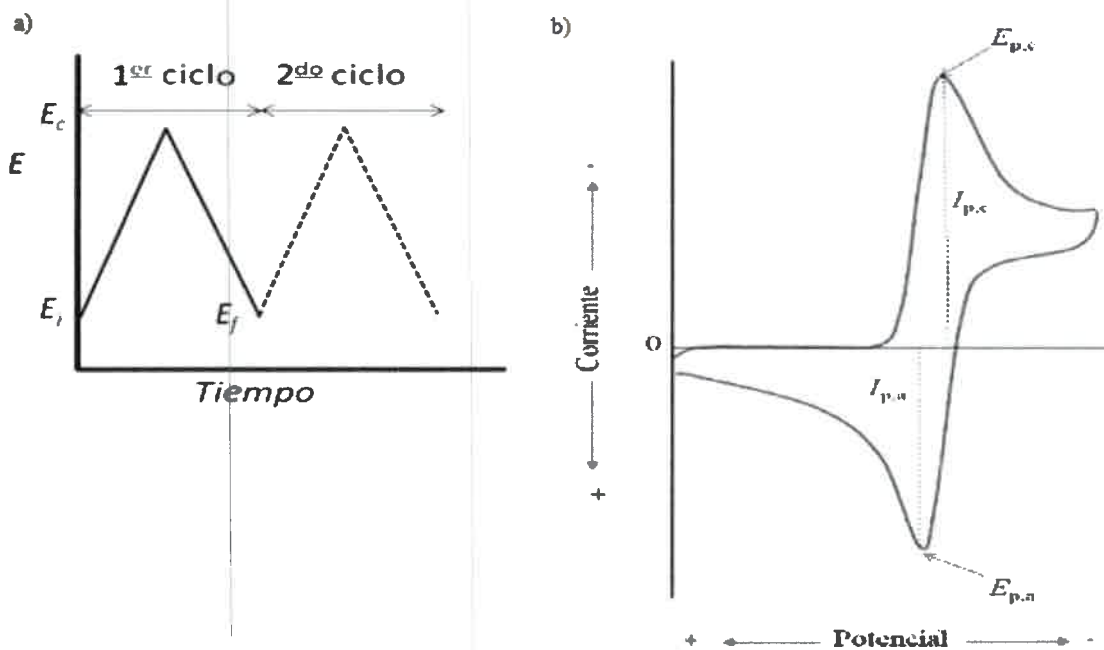 a)
1er ciclo 2do ciclo
Ec
E
Ei
Ef
Tiempo
b)
Ep,c
-
Ip,c
Corriente
O
Ip,a
+
Ep,a
+ Potencial -